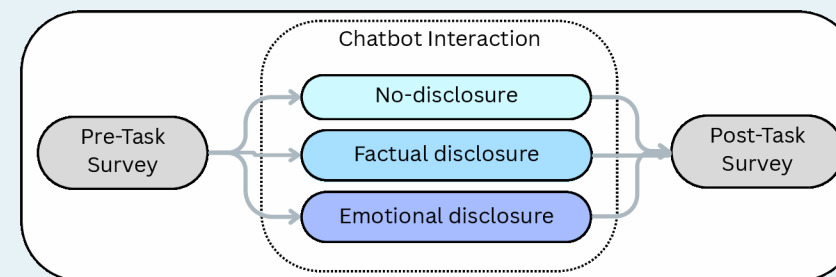 Chatbot Interaction
Pre-Task
Survey
No-disclosure
Factual disclosure
Emotional disclosure
Post-Task
Survey